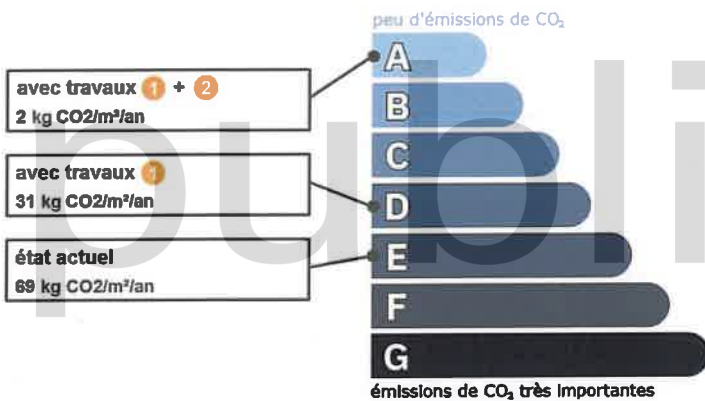 peu d'émissions de CO₂
A
avec travaux 1 + 2
2 kg CO2/m²/an
B
C
avec travaux 1
31 kg CO2/m²/an
D
état actuel
69 kg CO2/m²/an
E
F
G
émissions de CO₂ très importantes
publi